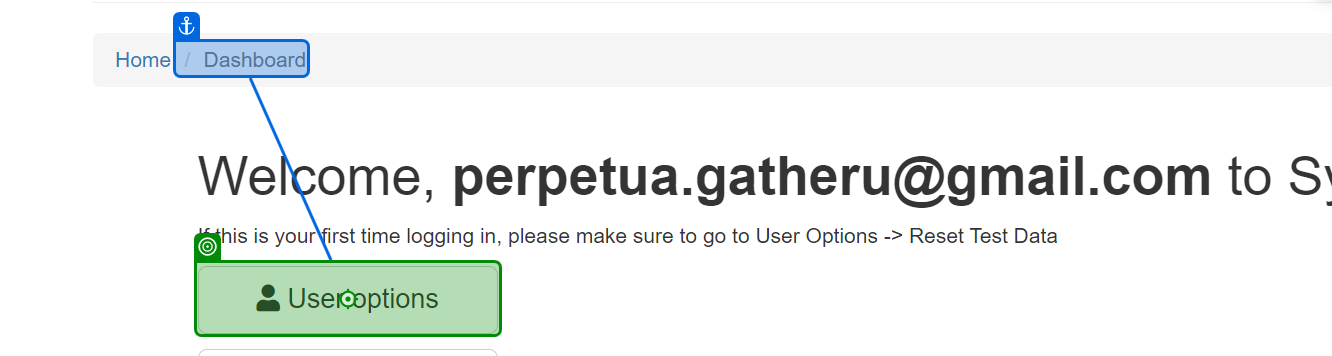 Home / Dashboard
Welcome, perpetua.gatheru@gmail.com to Sy
If this is your first time logging in, please make sure to go to User Options -> Reset Test Data
User options